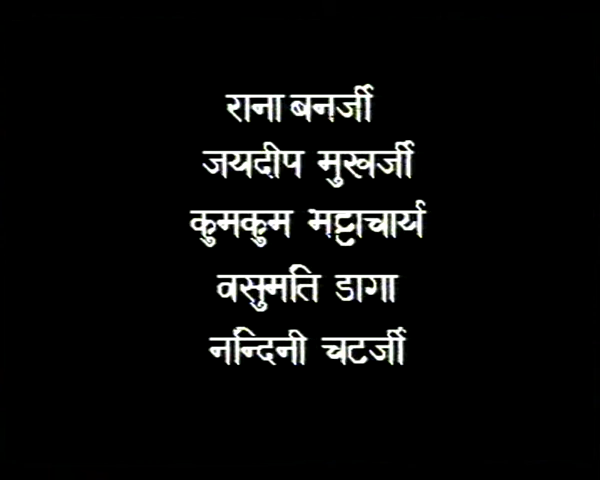 राना बनर्जी
जयदीप मुखर्जी
कुमकुम भट्टाचार्य
वसुमति डागा
नन्दिनी चटर्जी